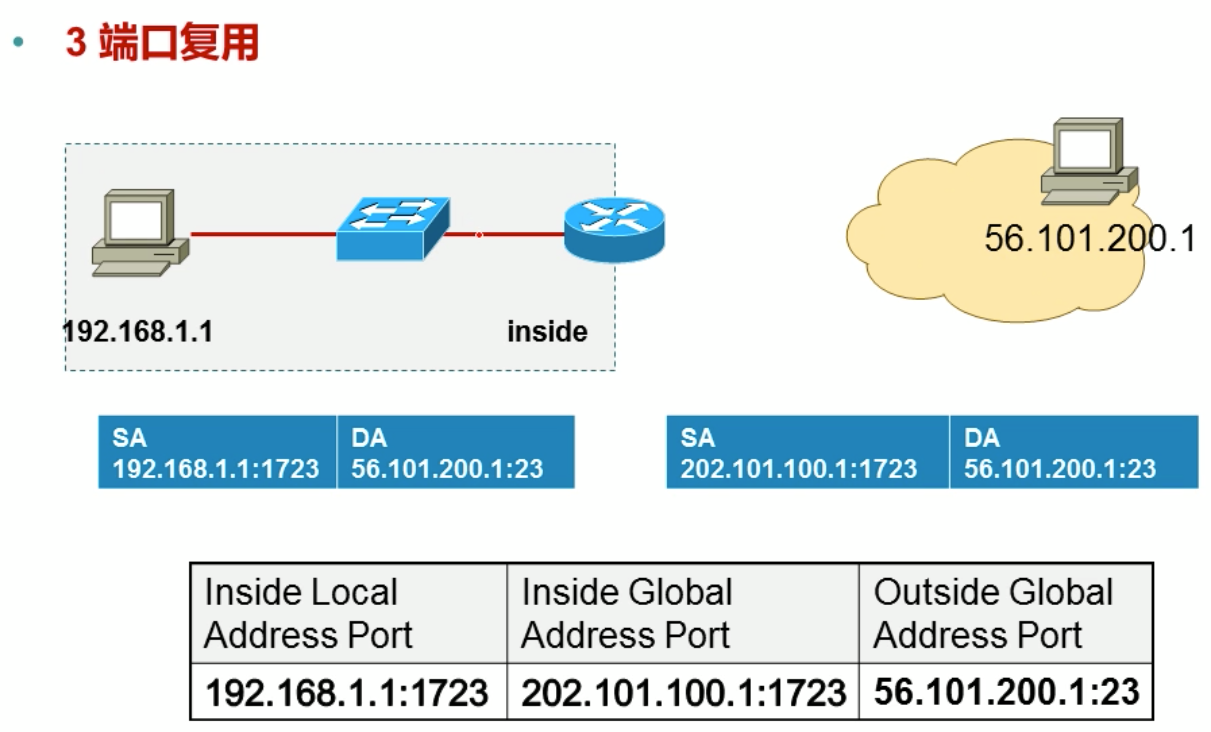 • 3 端口复用
56.101.200.1
192.168.1.1
inside
SA
192.168.1.1:1723
DA
56.101.200.1:23
SA
202.101.100.1:1723
DA
56.101.200.1:23
Inside Local
Address Port
Inside Global
Address Port
Outside Global
Address Port
192.168.1.1:1723
202.101.100.1:1723
56.101.200.1:23